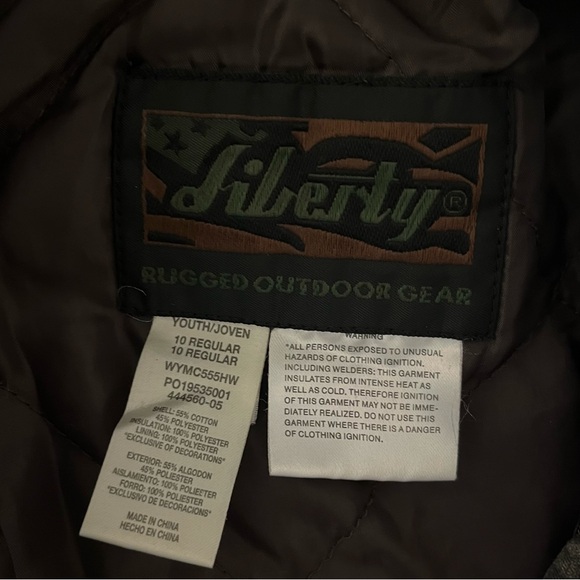 Liberty®
RUGGED OUTDOOR GEAR
YOUTH/JOVEN
10 REGULAR
10 REGULAR
WYMC555HW
PO19535001
444560-05
SHELL: 55% COTTON
45% POLYESTER
INSULATION: 100% POLYESTER
LINING: 100% POLYESTER
"EXCLUSIVE OF DECORATIONS"
EXTERIOR: 55% ALGODON
45% POLIESTER
AISLAMIENTO: 100% POLIETER
FORRO: 100% POLIESTER
"EXCLUSIVO DE DECORACIONS"
MADE IN CHINA
HECHO EN CHINA
WARNING
*ALL PERSONS EXPOSED TO UNUSUAL
HAZARDS OF CLOTHING IGNITION.
INCLUDING WELDERS: THIS GARMENT
INSULATES FROM INTENSE HEAT AS
WELL AS COLD. THEREFORE IGNITION
OF THIS GARMENT MAY NOT BE IMME-
DIATELY REALIZED. DO NOT USE THIS
GARMENT WHERE THERE IS A DANGER
OF CLOTHING IGNITION.